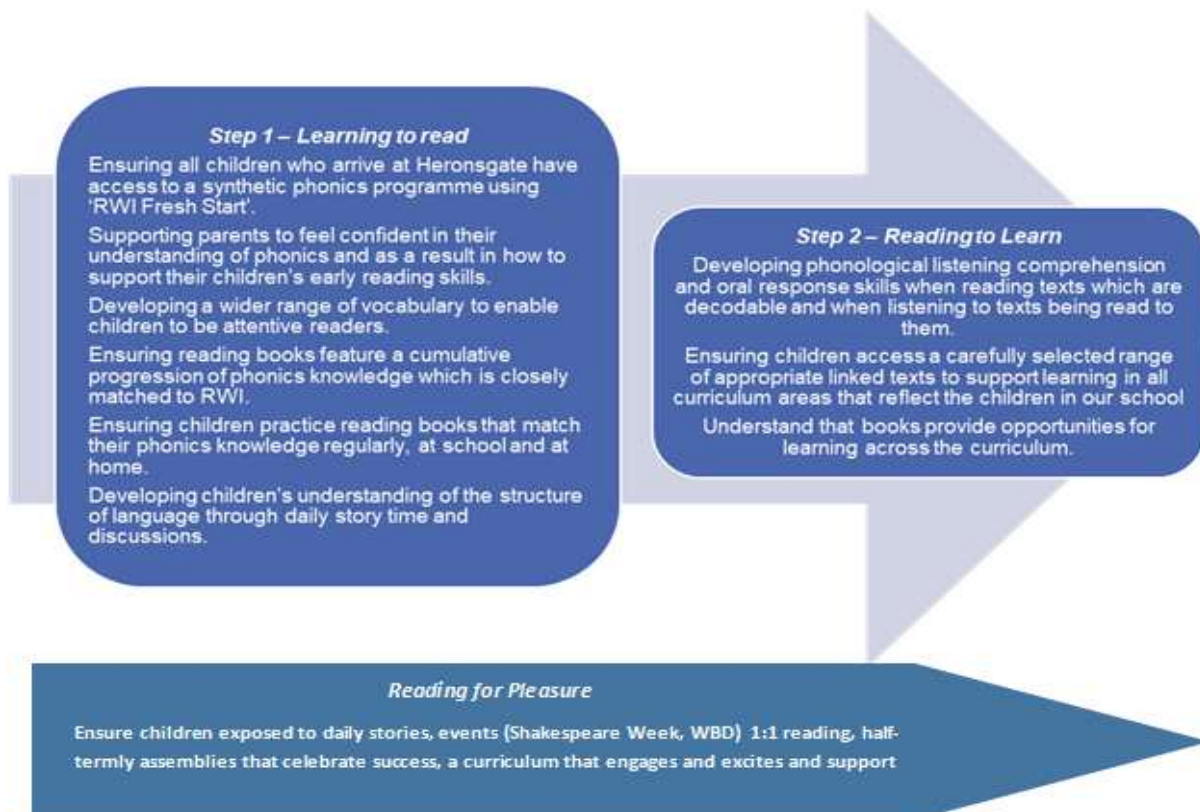 Step 1 – Learning to read
Ensuring all children who arrive at Heronsgate have
access to a synthetic phonics programme using
‘RWI Fresh Start’.
Supporting parents to feel confident in their
understanding of phonics and as a result in how to
support their children’s early reading skills.
Developing a wider range of vocabulary to enable
children to be attentive readers.
Ensuring reading books feature a cumulative
progression of phonics knowledge which is closely
matched to RWI.
Ensuring children practice reading books that match
their phonics knowledge regularly, at school and at
home.
Developing children’s understanding of the structure
of language through daily story time and
discussions.
Step 2 – Reading to Learn
Developing phonological listening comprehension
and oral response skills when reading texts which are
decodable and when listening to texts being read to
them.
Ensuring children access a carefully selected range
of appropriate linked texts to support learning in all
curriculum areas that reflect the children in our school
Understand that books provide opportunities for
learning across the curriculum.
Reading for Pleasure
Ensure children exposed to daily stories, events (Shakespeare Week, WBD) 1:1 reading, half-
termly assemblies that celebrate success, a curriculum that engages and excites and support